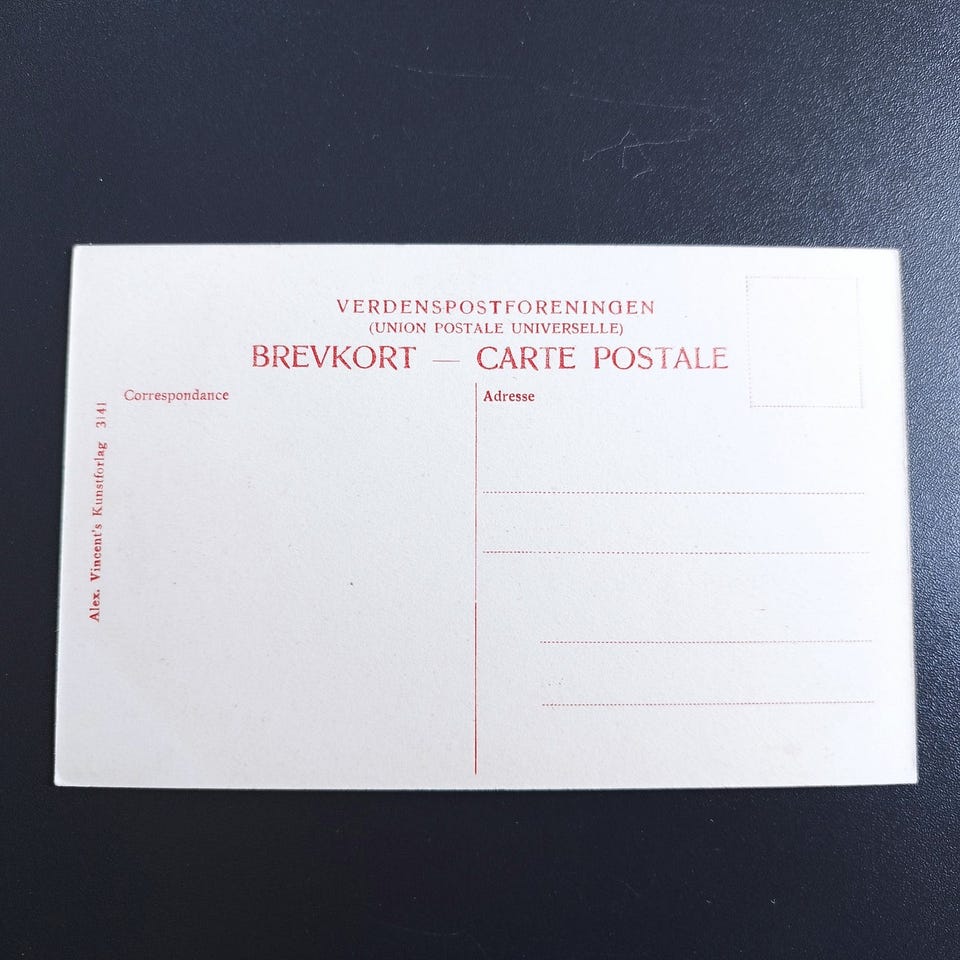 VERDENSPOSTFORENINGEN
(UNION POSTALE UNIVERSELLE)
BREVKORT — CARTE POSTALE
Correspondance
Adresse
Alex. Vincent's Kunstforlag 3141